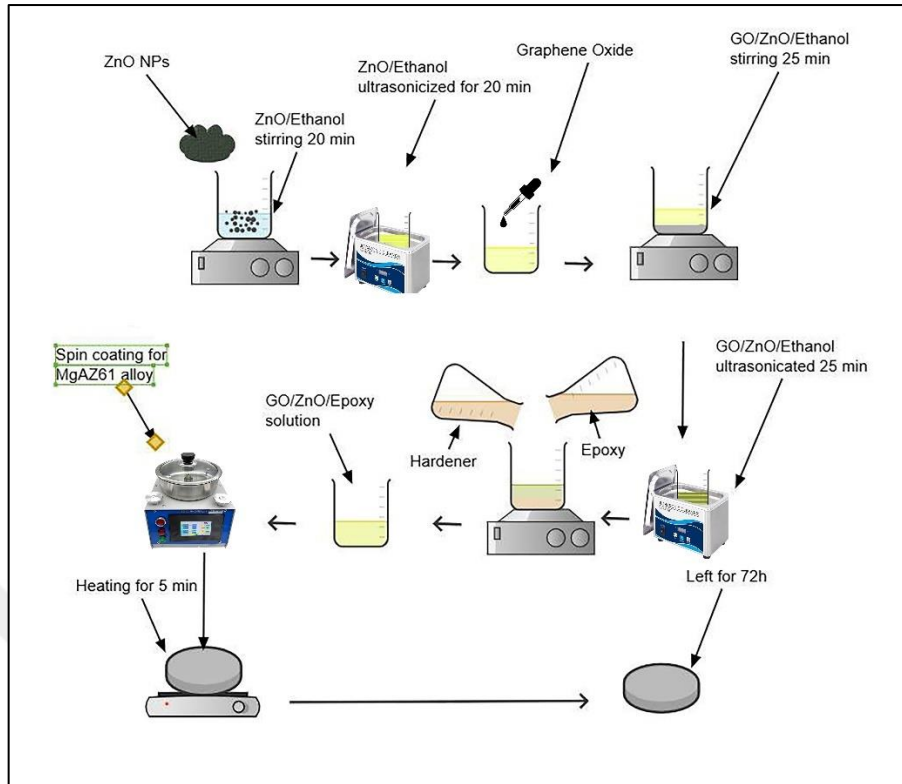 ZnO NPs
ZnO/Ethanol
stirring 20 min
ZnO/Ethanol
ultrasonicized for 20 min
Graphene Oxide
GO/ZnO/Ethanol
stirring 25 min
Spin coating for
MgAZ61 alloy
GO/ZnO/Epoxy
solution
Hardener
Epoxy
GO/ZnO/Ethanol
ultrasonicated 25 min
Heating for 5 min
Left for 72h